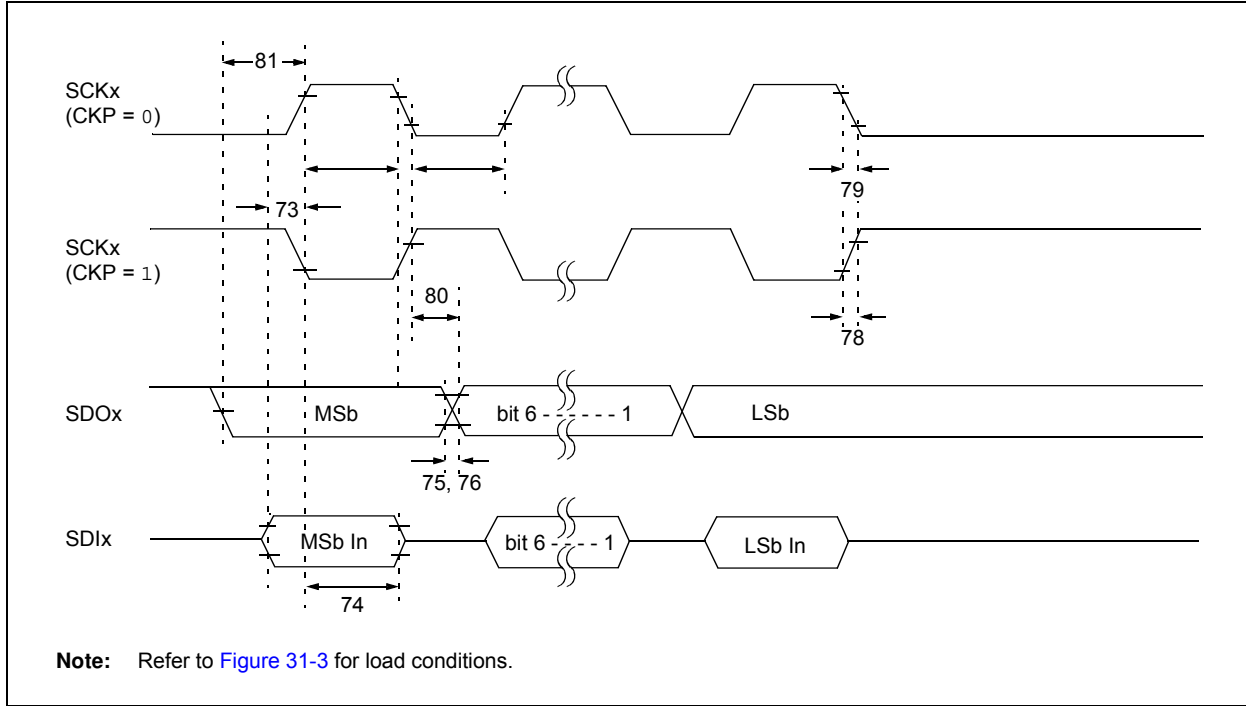 81
SCKx
(CKP = 0)
79
73
SCKx
(CKP = 1)
80
78
SDOx
MSb
bit 6 - - - - - - 1
LSb
75, 76
SDIx
MSb In
bit 6 - - - - 1
LSb In
74
Note: Refer to Figure 31-3 for load conditions.